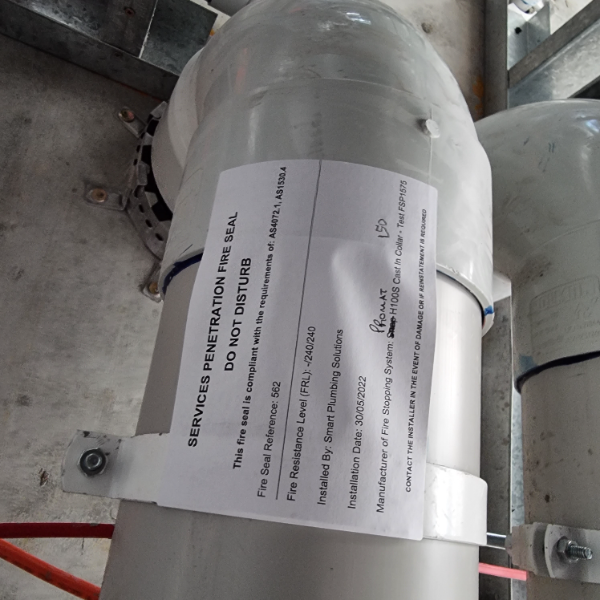 SERVICES PENETRATION FIRE SEAL
DO NOT DISTURB
This fire seal is compliant with the requirements of: AS4072.1, AS1530.4
Fire Seal Reference: 562
Fire Resistance Level (FRL): -/240/240
Installed By: Smart Plumbing Solutions
Installation Date: 30/05/2022
PROMAT L50
Manufacturer of Fire Stopping System: H100S Cast In Collar - Test FSP1575
CONTACT THE INSTALLER IN THE EVENT OF DAMAGE OR IF REINSTATEMENT IS REQUIRED